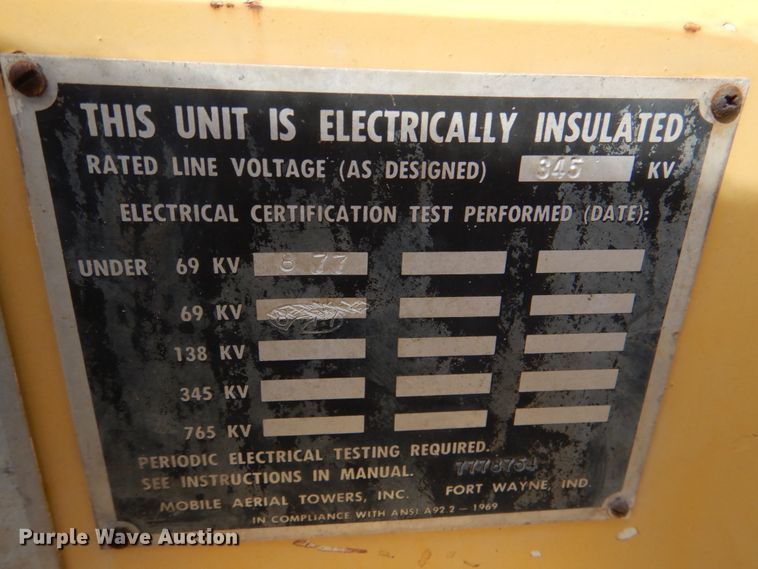 THIS UNIT IS ELECTRICALLY INSULATED
RATED LINE VOLTAGE (AS DESIGNED) 345 KV
ELECTRICAL CERTIFICATION TEST PERFORMED (DATE):
UNDER 69 KV 8 77
69 KV
138 KV
345 KV
765 KV
PERIODIC ELECTRICAL TESTING REQUIRED.
SEE INSTRUCTIONS IN MANUAL.
MOBILE AERIAL TOWERS, INC. FORT WAYNE, IND.
IN COMPLIANCE WITH ANSI A92.2 - 1969
Purple Wave Auction